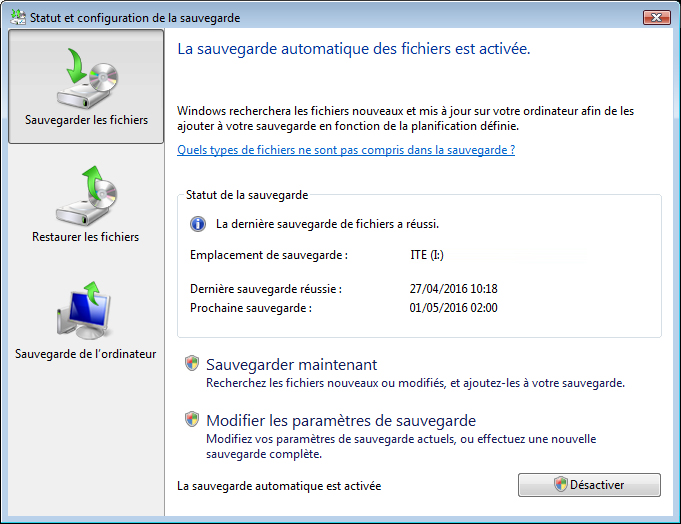 Statut et configuration de la sauvegarde
La sauvegarde automatique des fichiers est activée.
Sauvegarder les fichiers
Windows recherchera les fichiers nouveaux et mis à jour sur votre ordinateur afin de les
ajouter à votre sauvegarde en fonction de la planification définie.
Quels types de fichiers ne sont pas compris dans la sauvegarde ?
Restaurer les fichiers
Statut de la sauvegarde
La dernière sauvegarde de fichiers a réussi.
Emplacement de sauvegarde : ITE (I:)
Dernière sauvegarde réussie : 27/04/2016 10:18
Prochaine sauvegarde : 01/05/2016 02:00
Sauvegarde de l'ordinateur
Sauvegarder maintenant
Recherchez les fichiers nouveaux ou modifiés, et ajoutez-les à votre sauvegarde.
Modifier les paramètres de sauvegarde
Modifiez vos paramètres de sauvegarde actuels, ou effectuez une nouvelle
sauvegarde complète.
La sauvegarde automatique est activée
Désactiver